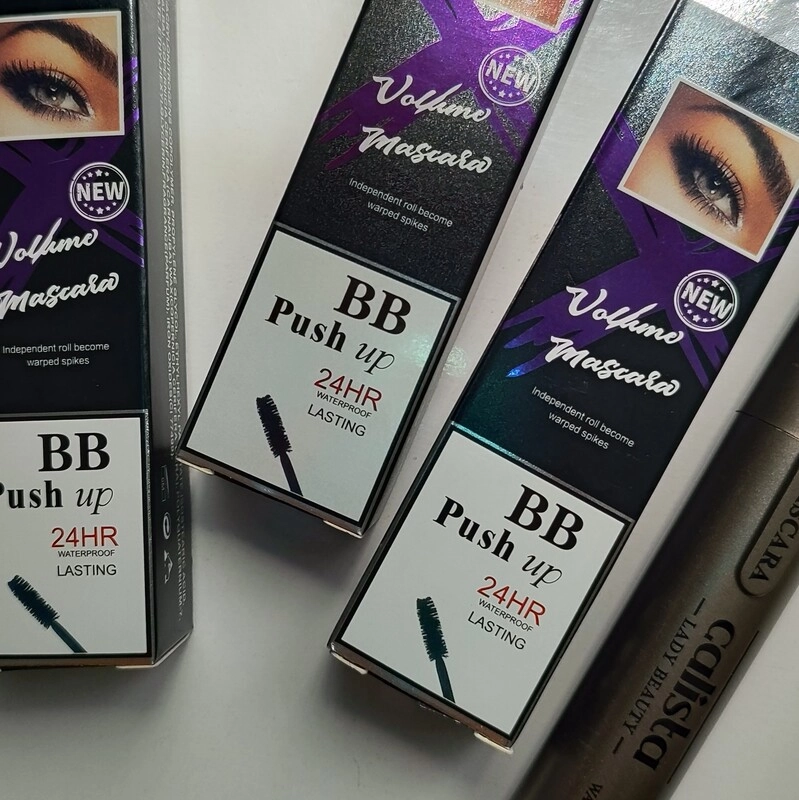 NEW
Volume
Mascara
Independent roll become
warped spikes
BB
Push up
24HR
WATERPROOF
LASTING
NEW
Volume
Mascara
Independent roll become
warped spikes
BB
Push up
24HR
WATERPROOF
LASTING
NEW
Volume
Mascara
Independent roll become
warped spikes
BB
Push up
24HR
WATERPROOF
LASTING
calista
— LADY BEAUTY —